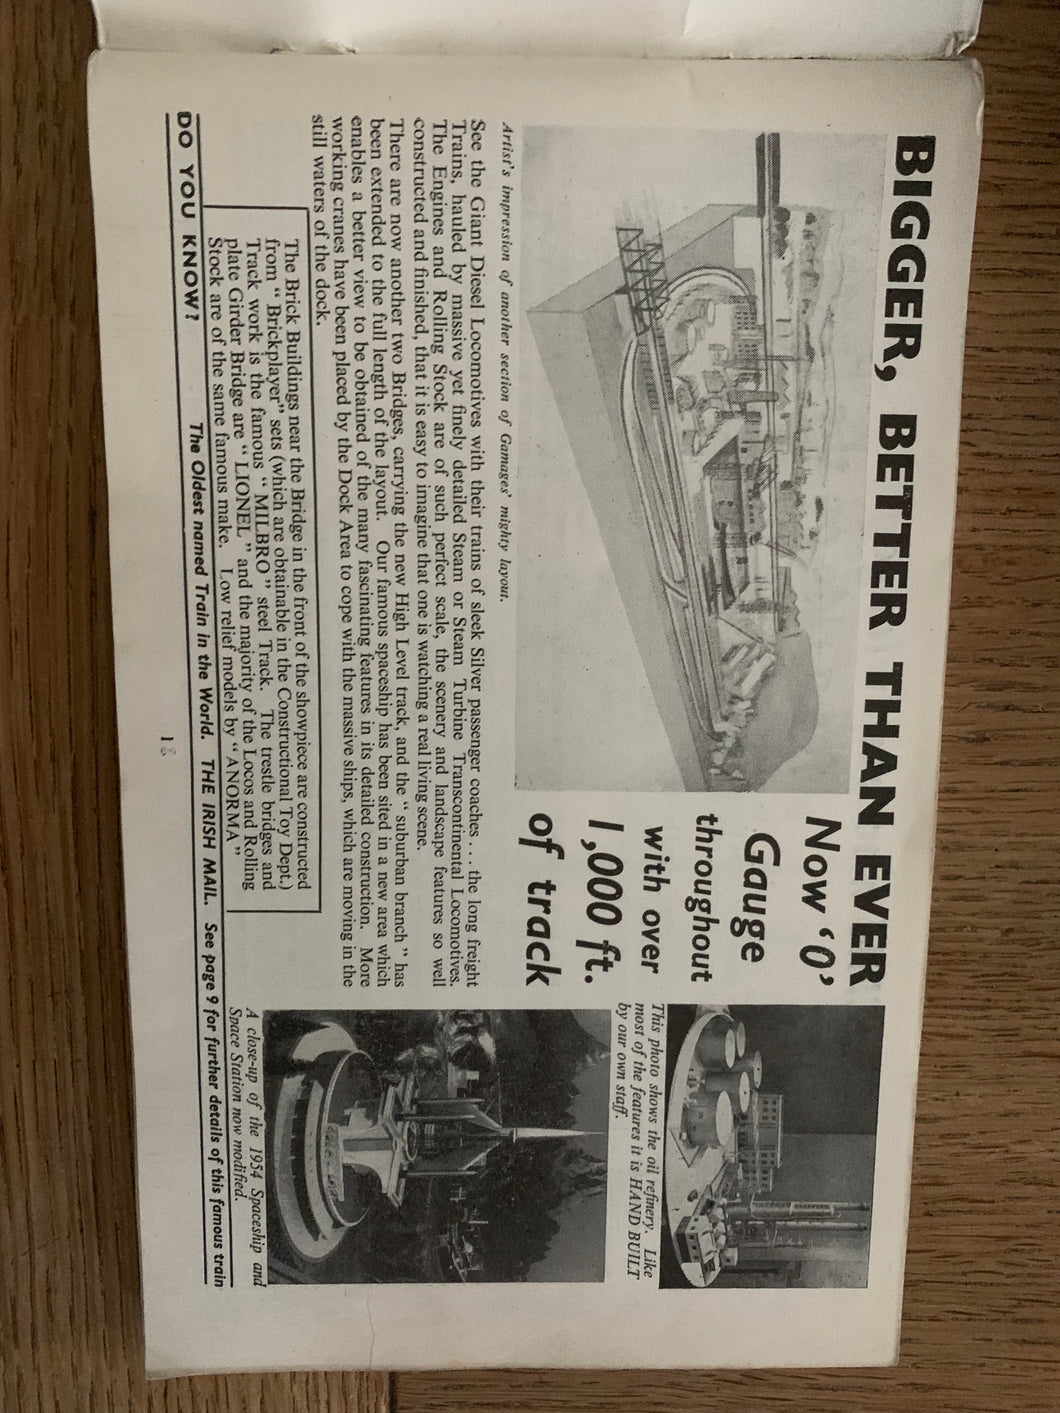 BIGGER, BETTER THAN EVER
Now ‘0’
Gauge
throughout
with over
1,000 ft.
of track
Artist's impression of another section of Gamages' mighty layout.
This photo shows the oil refinery. Like
most of the features it is HAND BUILT
by our own staff.
See the Giant Diesel Locomotives with their trains of sleek Silver passenger coaches . . . the long freight
Trains, hauled by massive yet finely detailed Steam or Steam Turbine Transcontinental Locomotives.
The Engines and Rolling Stock are of such perfect scale, the scenery and landscape features so well
constructed and finished, that it is easy to imagine that one is watching a real living scene.
There are now another two Bridges, carrying the new High Level track, and the “ suburban branch ” has
been extended to the full length of the layout. Our famous spaceship has been sited in a new area which
enables a better view to be obtained of the many fascinating features in its detailed construction. More
working cranes have been placed by the Dock Area to cope with the massive ships, which are moving in the
still waters of the dock.
The Brick Buildings near the Bridge in the front of the showpiece are constructed
from “ Brickplayer” sets (which are obtainable in the Constructional Toy Dept.)
Track work is the famous “ MILBRO ” steel Track. The trestle bridges and
plate Girder Bridge are “ LIONEL ” and the majority of the Locos and Rolling
Stock are of the same famous make. Low relief models by “ANORMA”
A close-up of the 1954 Spaceship and
Space Station now modified.
DO YOU KNOW? The Oldest named Train in the World. THE IRISH MAIL. See page 9 for further details of this famous train